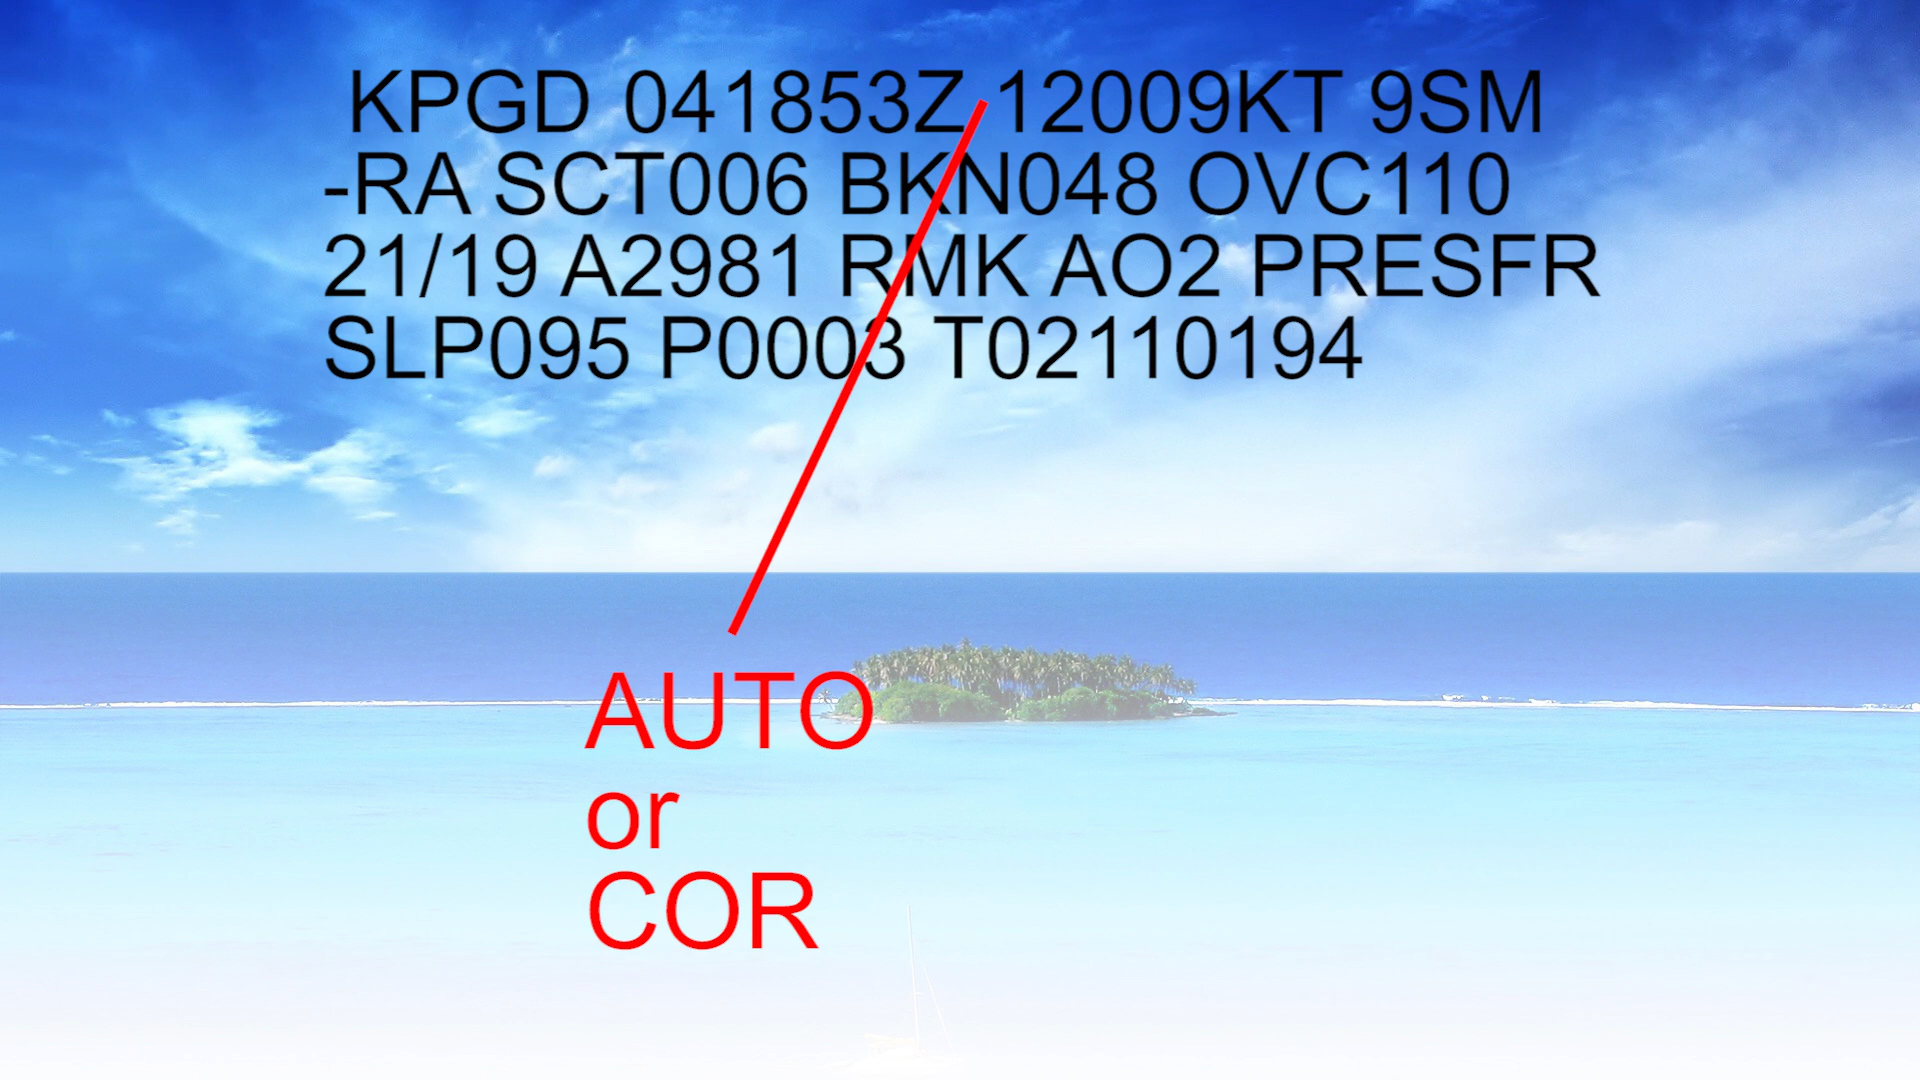 KPGD 041853Z 12009KT 9SM
-RA SCT006 BKN048 OVC110
21/19 A2981 RMK AO2 PRESFR
SLP095 P0003 T02110194
AUTO
or
COR